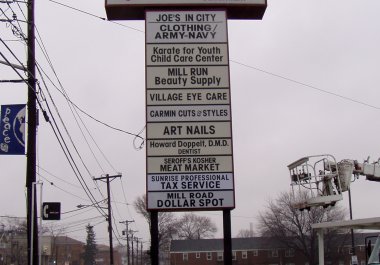 JOE'S IN CITY
CLOTHING/
ARMY-NAVY
Karate for Youth
Child Care Center
MILL RUN
Beauty Supply
VILLAGE EYE CARE
CARMIN CUTS & STYLES
ART NAILS
Howard Doppelt, D.M.D.
DENTIST
SEROFF'S KOSHER
MEAT MARKET
SUNRISE PROFESSIONAL
TAX SERVICE
MILL ROAD
DOLLAR SPOT
Peace